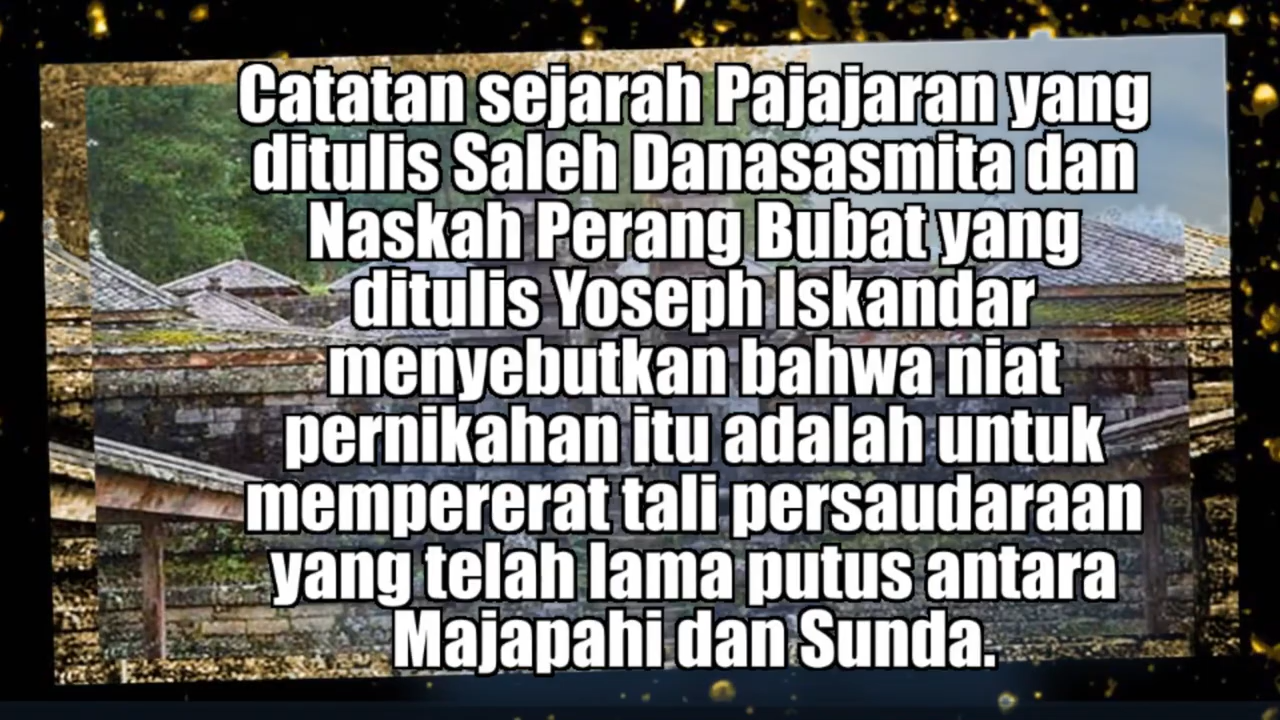 Catatan sejarah Pajajaran yang
ditulis Saleh Danasasmita dan
Naskah Perang Bubat yang
ditulis Yoseph Iskandar
menyebutkan bahwa niat
pernikahan itu adalah untuk
mempererat tali persaudaraan
yang telah lama putus antara
Majapahi dan Sunda.